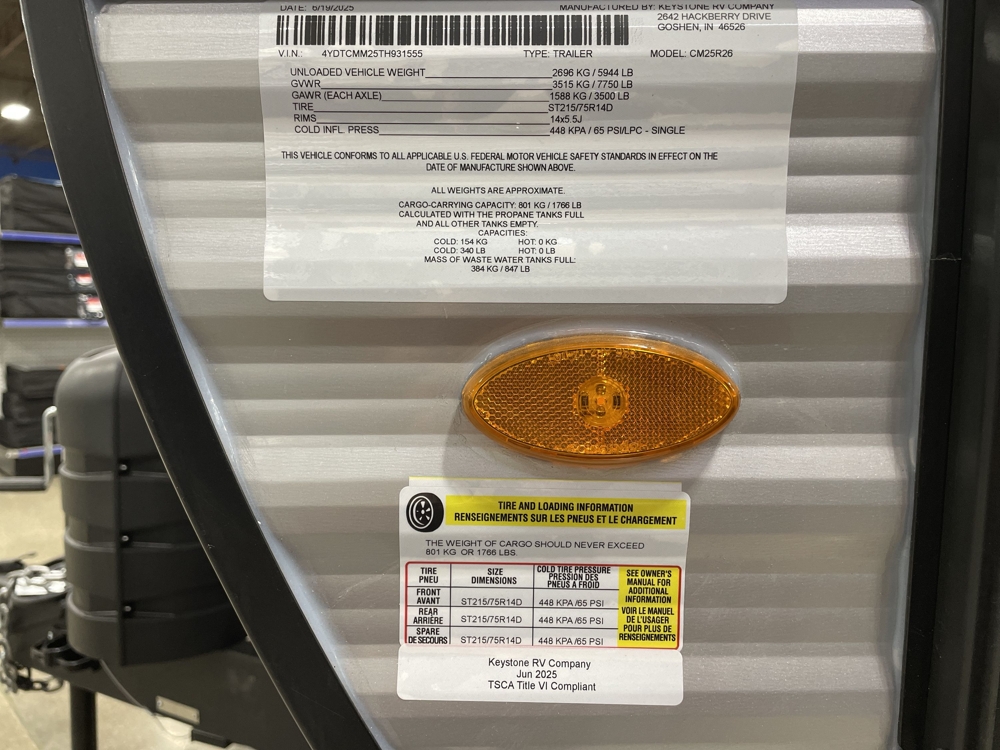 DATE: 6/19/2025 MANUFACTURED BY: KEYSTONE RV COMPANY
2642 HACKBERRY DRIVE
GOSHEN, IN 46526
V.I.N.: 4YDTCMM25TH931555 TYPE: TRAILER MODEL: CM25R26
UNLOADED VEHICLE WEIGHT 2696 KG / 5944 LB
GVWR 3515 KG / 7750 LB
GAWR (EACH AXLE) 1588 KG / 3500 LB
TIRE ST215/75R14D
RIMS 14x5.5J
COLD INFL. PRESS 448 KPA / 65 PSI/LPC - SINGLE
THIS VEHICLE CONFORMS TO ALL APPLICABLE U.S. FEDERAL MOTOR VEHICLE SAFETY STANDARDS IN EFFECT ON THE
DATE OF MANUFACTURE SHOWN ABOVE.
ALL WEIGHTS ARE APPROXIMATE.
CARGO-CARRYING CAPACITY: 801 KG / 1766 LB
CALCULATED WITH THE PROPANE TANKS FULL
AND ALL OTHER TANKS EMPTY.
CAPACITIES:
COLD: 154 KG HOT: 0 KG
COLD: 340 LB HOT: 0 LB
MASS OF WASTE WATER TANKS FULL:
384 KG / 847 LB
TIRE AND LOADING INFORMATION
RENSEIGNEMENTS SUR LES PNEUS ET LE CHARGEMENT
THE WEIGHT OF CARGO SHOULD NEVER EXCEED
801 KG OR 1766 LBS
TIRE
PNEU
SIZE
DIMENSIONS
COLD TIRE PRESSURE
PRESSION DES
PNEUS A FROID
FRONT
AVANT
ST215/75R14D
448 KPA /65 PSI
REAR
ARRIÈRE
ST215/75R14D
448 KPA /65 PSI
SPARE
DE SECOURS
ST215/75R14D
448 KPA /65 PSI
SEE OWNER'S
MANUAL FOR
ADDITIONAL
INFORMATION
VOIR LE MANUEL
DE L'USAGER
POUR PLUS DE
RENSEIGNEMENTS
Keystone RV Company
Jun 2025
TSCA Title VI Compliant